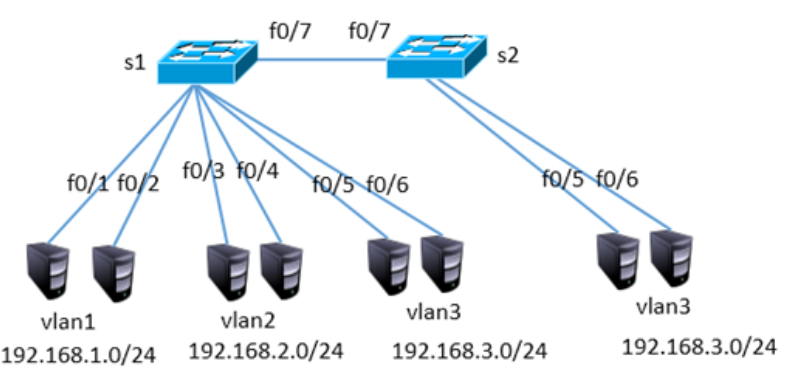 f0/7 f0/7
s1 s2
f0/1 f0/2 f0/3 f0/4 f0/5 f0/6 f0/5 f0/6
vlan1 vlan2 vlan3 vlan3
192.168.1.0/24 192.168.2.0/24 192.168.3.0/24 192.168.3.0/24